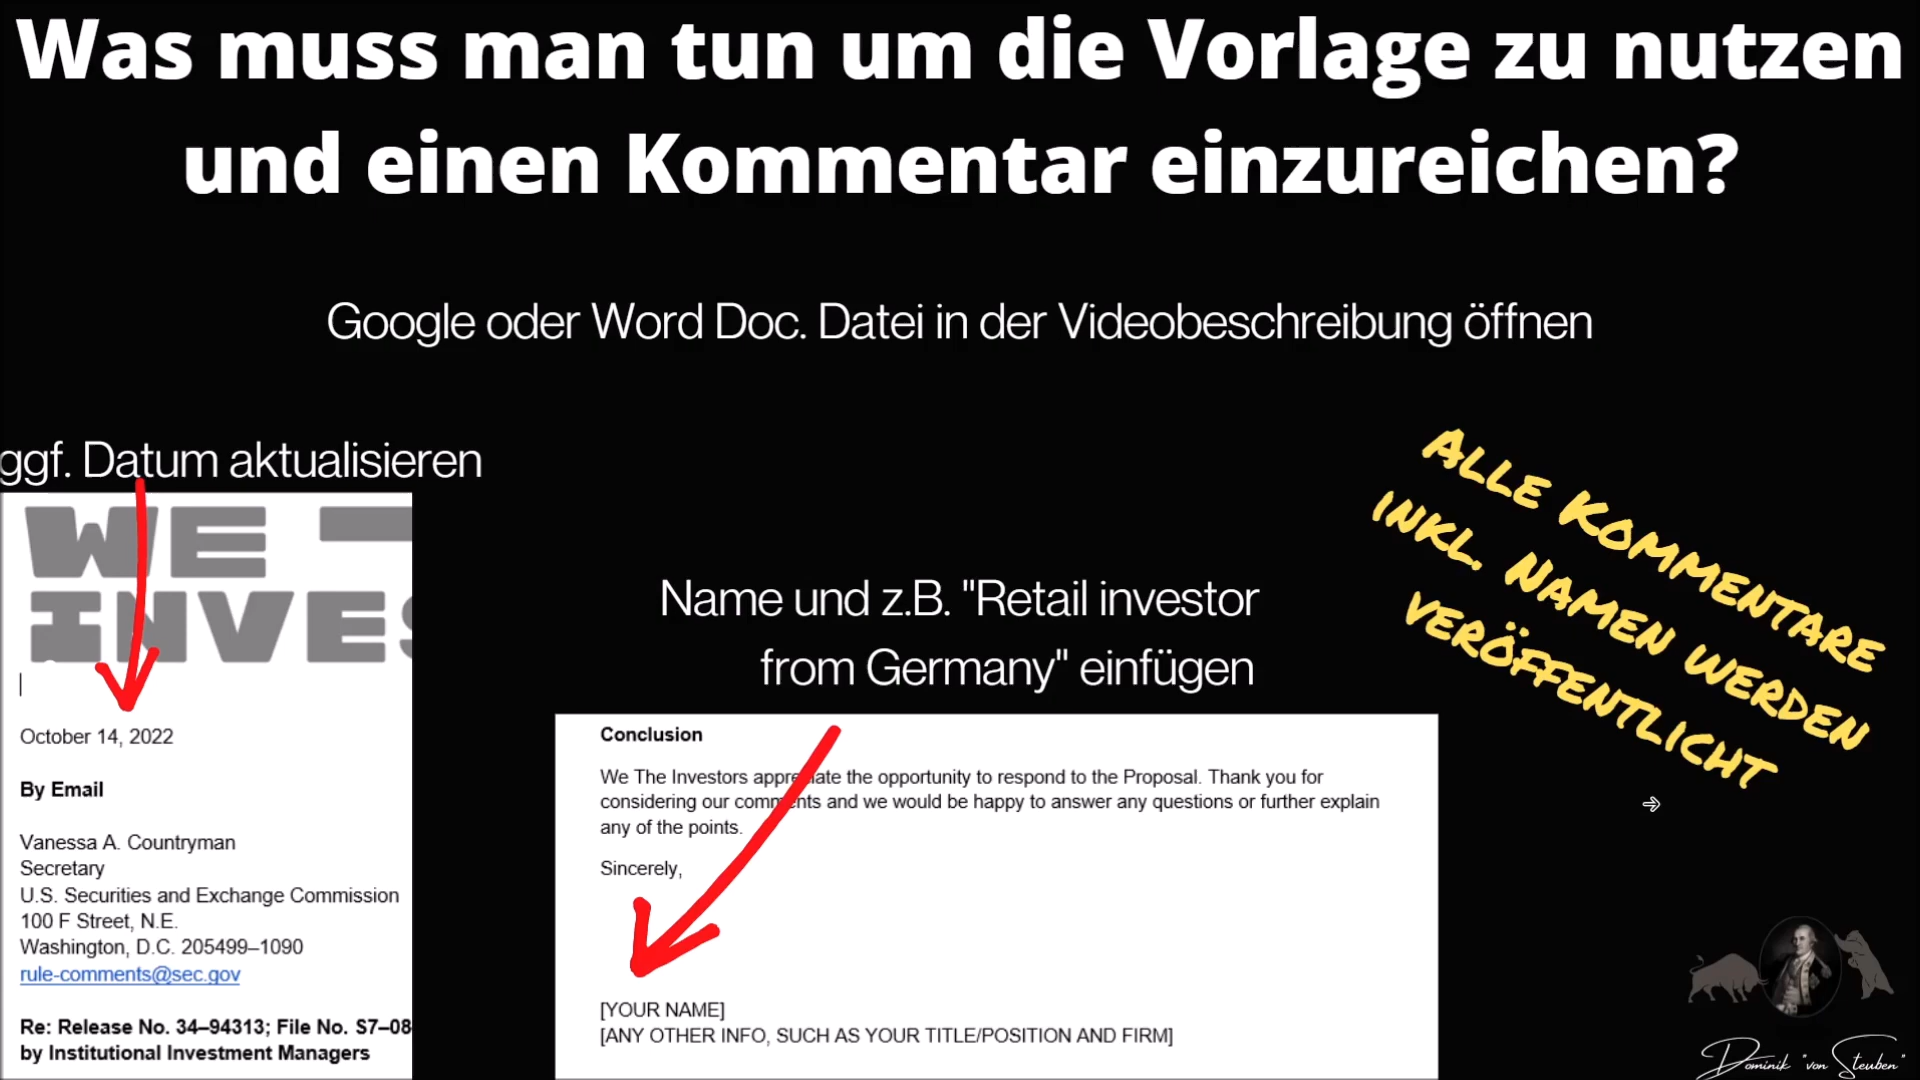 Was muss man tun um die Vorlage zu nutzen
und einen Kommentar einzureichen?
Google oder Word Doc. Datei in der Videobeschreibung öffnen
ggf. Datum aktualisieren
WE
INVES
October 14, 2022
By Email
Vanessa A. Countryman
Secretary
U.S. Securities and Exchange Commission
100 F Street, N.E.
Washington, D.C. 205499–1090
rule-comments@sec.gov
Re: Release No. 34–94313; File No. S7–08
by Institutional Investment Managers
Name und z.B. "Retail investor
from Germany" einfügen
Conclusion
We The Investors appreciate the opportunity to respond to the Proposal. Thank you for
considering our comments and we would be happy to answer any questions or further explain
any of the points.
Sincerely,
[YOUR NAME]
[ANY OTHER INFO, SUCH AS YOUR TITLE/POSITION AND FIRM]
ALLE KOMMENTARE
INKL. NAMEN WERDEN
VERÖFFENTLICHT
Dominik "von Steuben"